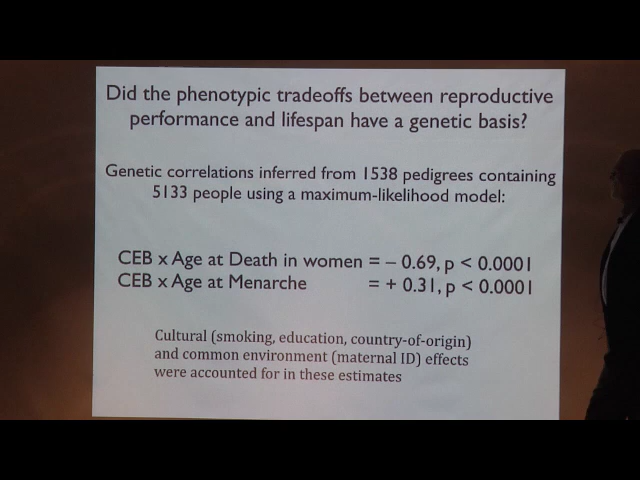 Did the phenotypic tradeoffs between reproductive
performance and lifespan have a genetic basis?
Genetic correlations inferred from 1538 pedigrees containing
5133 people using a maximum-likelihood model:
CEB x Age at Death in women = – 0.69, p < 0.0001
CEB x Age at Menarche = + 0.31, p < 0.0001
Cultural (smoking, education, country-of-origin)
and common environment (maternal ID) effects
were accounted for in these estimates